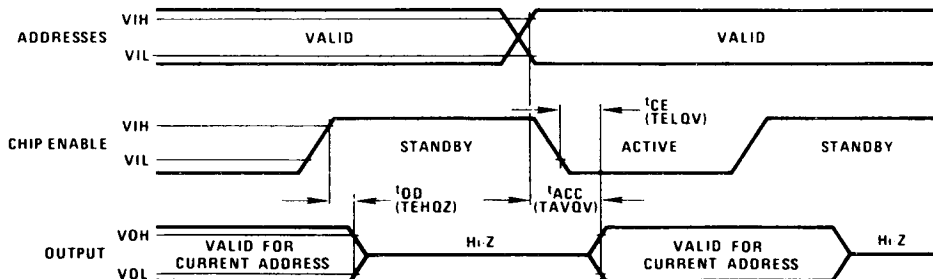 ADDRESSES
VIH
VIL
VALID
VALID
CHIP ENABLE
VIH
VIL
STANDBY
tCE
(TELQV)
ACTIVE
STANDBY
tOD
(TEHQZ)
tACC
(TAVQV)
OUTPUT
VOH
VOL
VALID FOR
CURRENT ADDRESS
HI-Z
VALID FOR
CURRENT ADDRESS
HI-Z